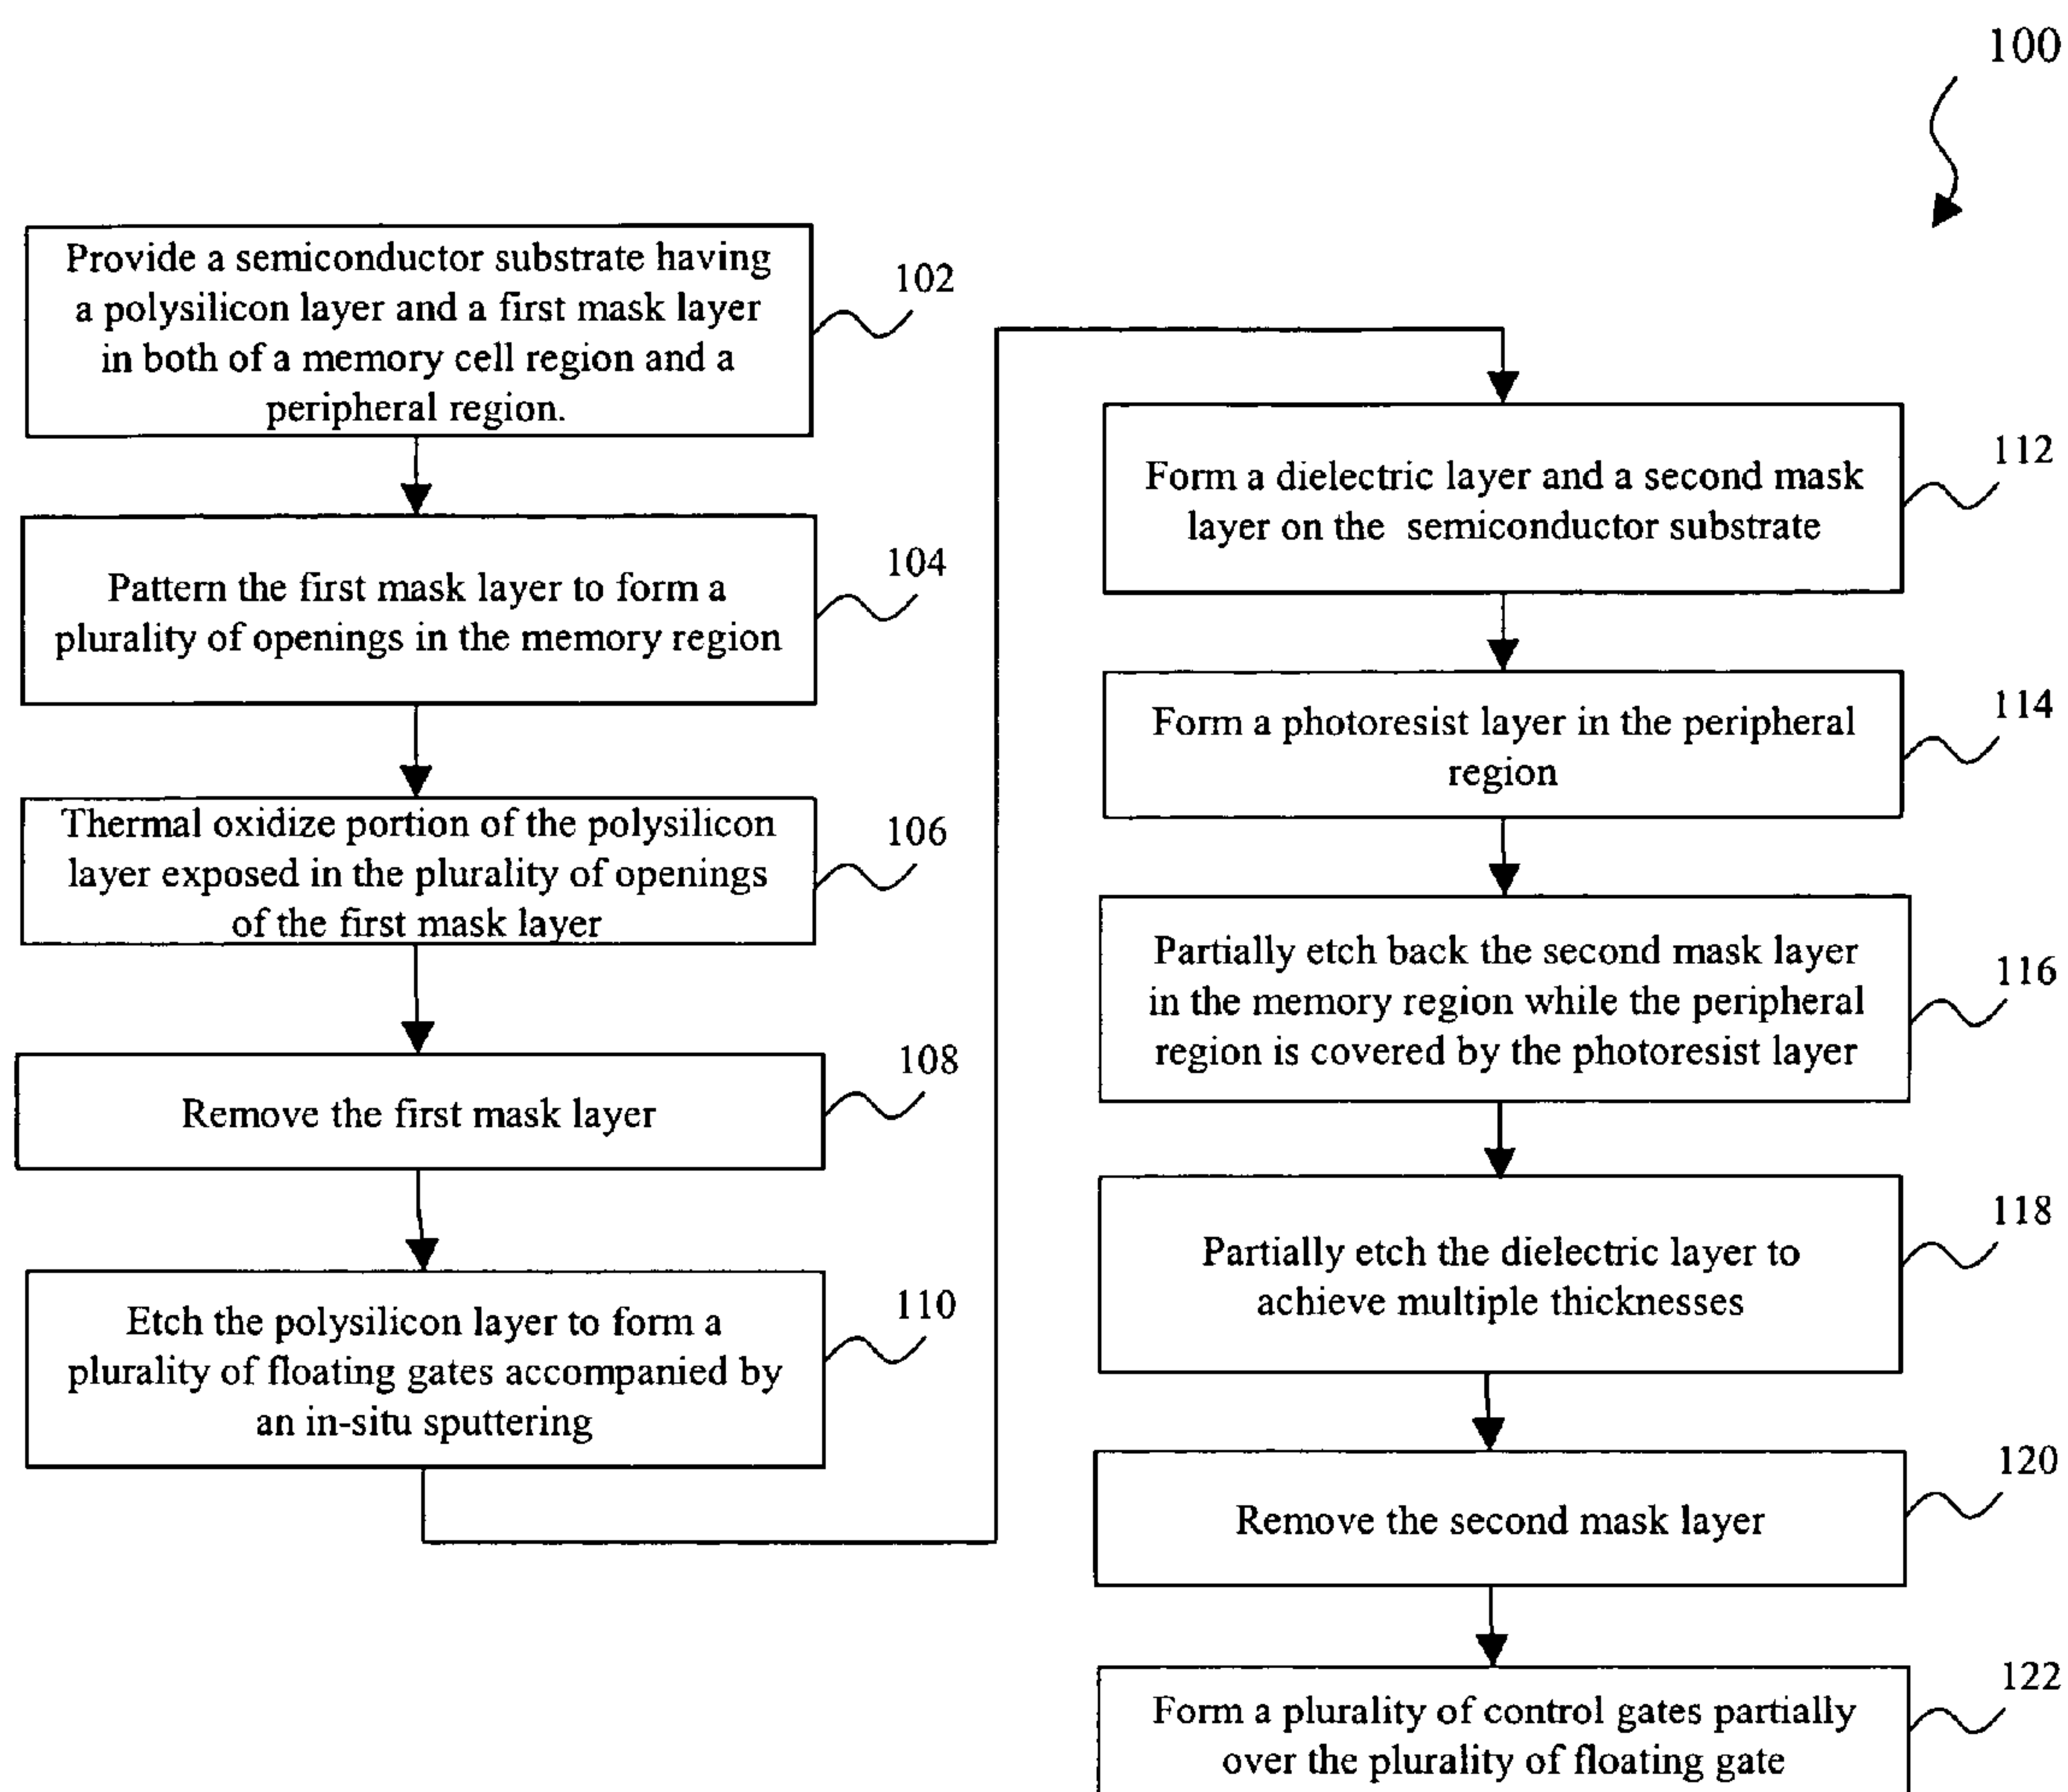 100
Provide a semiconductor substrate having
a polysilicon layer and a first mask layer
in both of a memory cell region and a
peripheral region.
102
Pattern the first mask layer to form a
plurality of openings in the memory region
104
Thermal oxidize portion of the polysilicon
layer exposed in the plurality of openings
of the first mask layer
106
Remove the first mask layer
108
Etch the polysilicon layer to form a
plurality of floating gates accompanied by
an in-situ sputtering
110
Form a dielectric layer and a second mask
layer on the semiconductor substrate
112
Form a photoresist layer in the peripheral
region
114
Partially etch back the second mask layer
in the memory region while the peripheral
region is covered by the photoresist layer
116
Partially etch the dielectric layer to
achieve multiple thicknesses
118
Remove the second mask layer
120
Form a plurality of control gates partially
over the plurality of floating gate
122